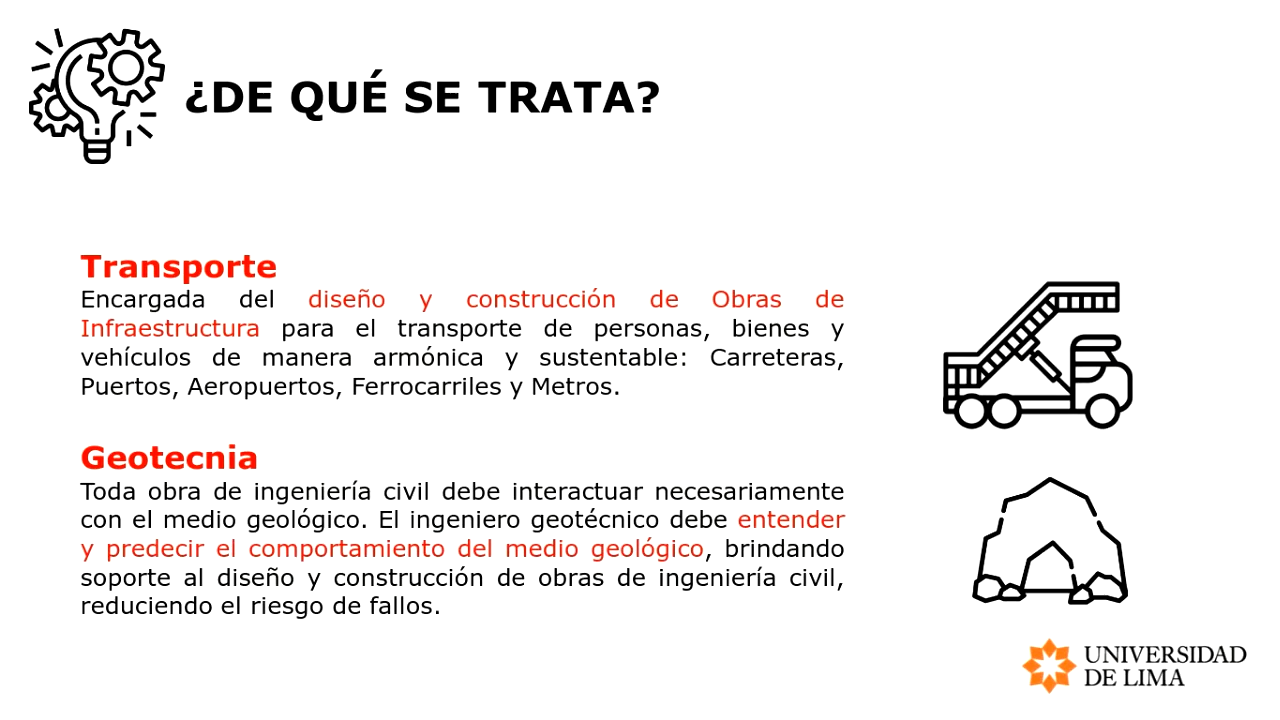 ¿DE QUÉ SE TRATA?
Transporte
Encargada del diseño y construcción de Obras de
Infraestructura para el transporte de personas, bienes y
vehículos de manera armónica y sustentable: Carreteras,
Puertos, Aeropuertos, Ferrocarriles y Metros.
Geotecnia
Toda obra de ingeniería civil debe interactuar necesariamente
con el medio geológico. El ingeniero geotécnico debe entender
y predecir el comportamiento del medio geológico, brindando
soporte al diseño y construcción de obras de ingeniería civil,
reduciendo el riesgo de fallos.
UNIVERSIDAD
DE LIMA